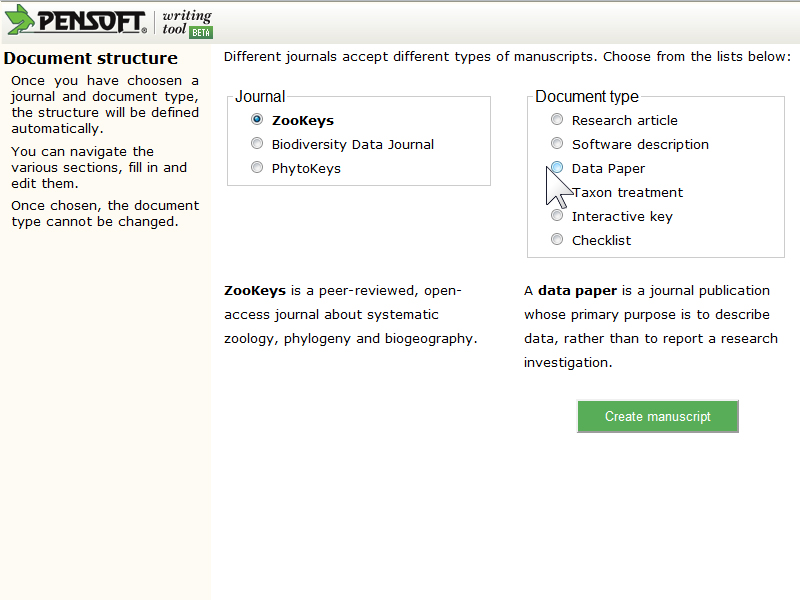 PENSOFT® writing
tool BETA
Document structure
Once you have choosen a
journal and document type,
the structure will be defined
automatically.
You can navigate the
various sections, fill in and
edit them.
Once chosen, the document
type cannot be changed.
Different journals accept different types of manuscripts. Choose from the lists below:
Journal
ZooKeys
Biodiversity Data Journal
PhytoKeys
Document type
Research article
Software description
Data Paper
Taxon treatment
Interactive key
Checklist
ZooKeys is a peer-reviewed, open-
access journal about systematic
zoology, phylogeny and biogeography.
A data paper is a journal publication
whose primary purpose is to describe
data, rather than to report a research
investigation.
Create manuscript